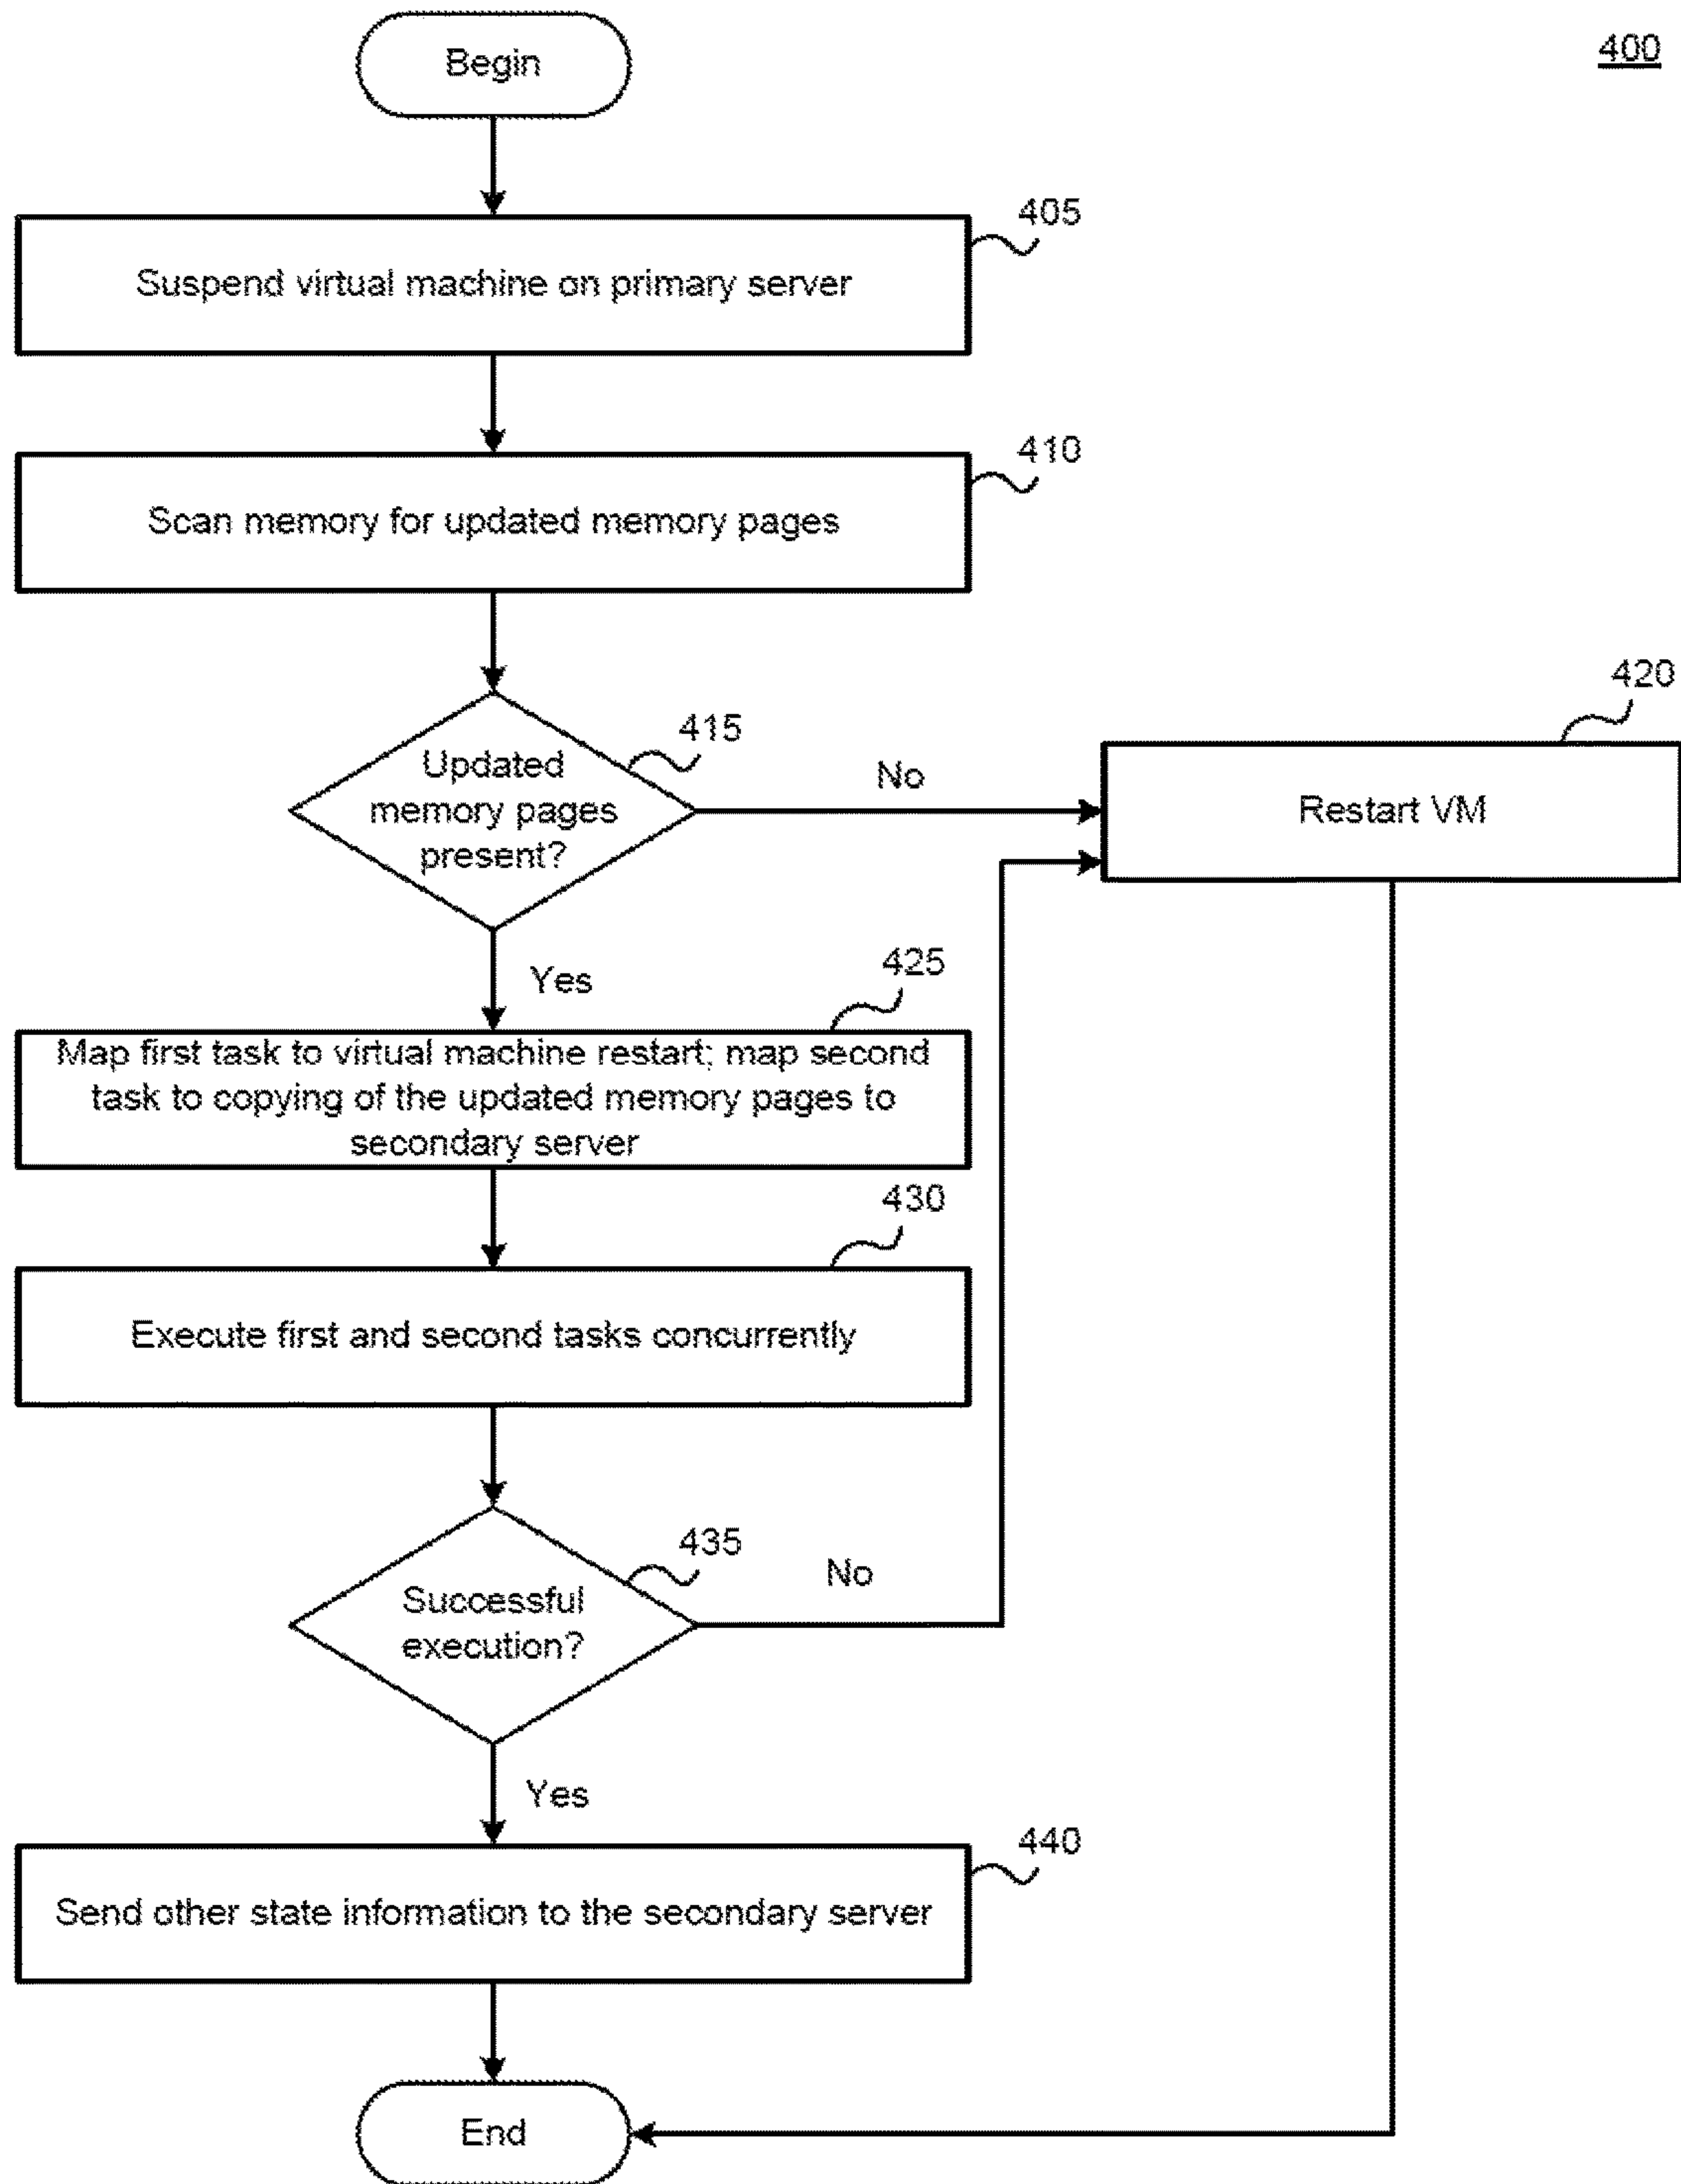 Begin
400
405
Suspend virtual machine on primary server
410
Scan memory for updated memory pages
415
Updated
memory pages
present?
No
420
Restart VM
Yes
425
Map first task to virtual machine restart; map second
task to copying of the updated memory pages to
secondary server
430
Execute first and second tasks concurrently
435
Successful
execution?
No
Yes
440
Send other state information to the secondary server
End